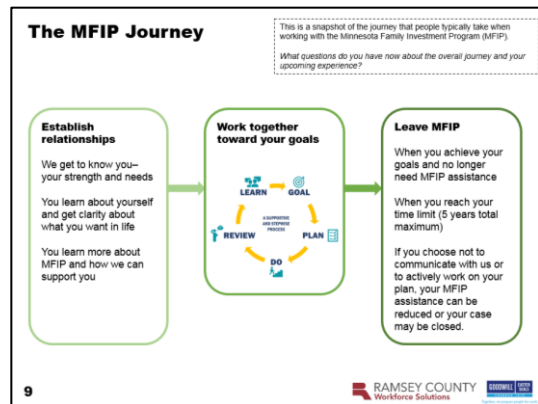 The MFIP Journey
This is a snapshot of the journey that people typically take when
working with the Minnesota Family Investment Program (MFIP).
What questions do you have now about the overall journey and your
upcoming experience?
Establish
relationships
We get to know you–
your strength and needs
You learn about yourself
and get clarity about
what you want in life
You learn more about
MFIP and how we can
support you
Work together
toward your goals
LEARN
GOAL
A SUPPORTIVE
AND STEPWISE
PROCESS
REVIEW
PLAN
DO
Leave MFIP
When you achieve your
goals and no longer
need MFIP assistance
When you reach your
time limit (5 years total
maximum)
If you choose not to
communicate with us or
to actively work on your
plan, your MFIP
assistance can be
reduced or your case
may be closed.
9
RAMSEY COUNTY
Workforce Solutions
GOODWILL
EASTER
SEALS